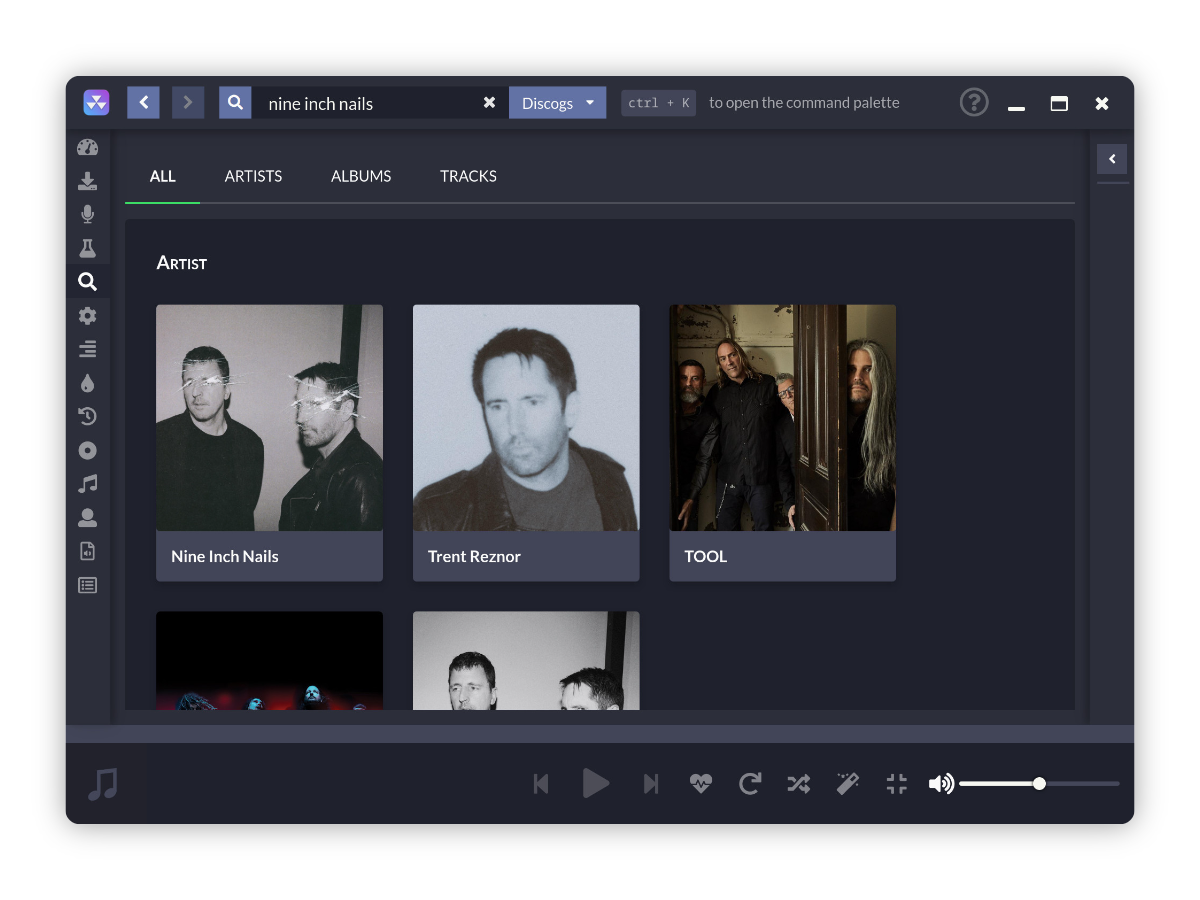 nine inch nails
Discogs
ctrl + K
to open the command palette
ALL
ARTISTS
ALBUMS
TRACKS
Artist
Nine Inch Nails
Trent Reznor
TOOL